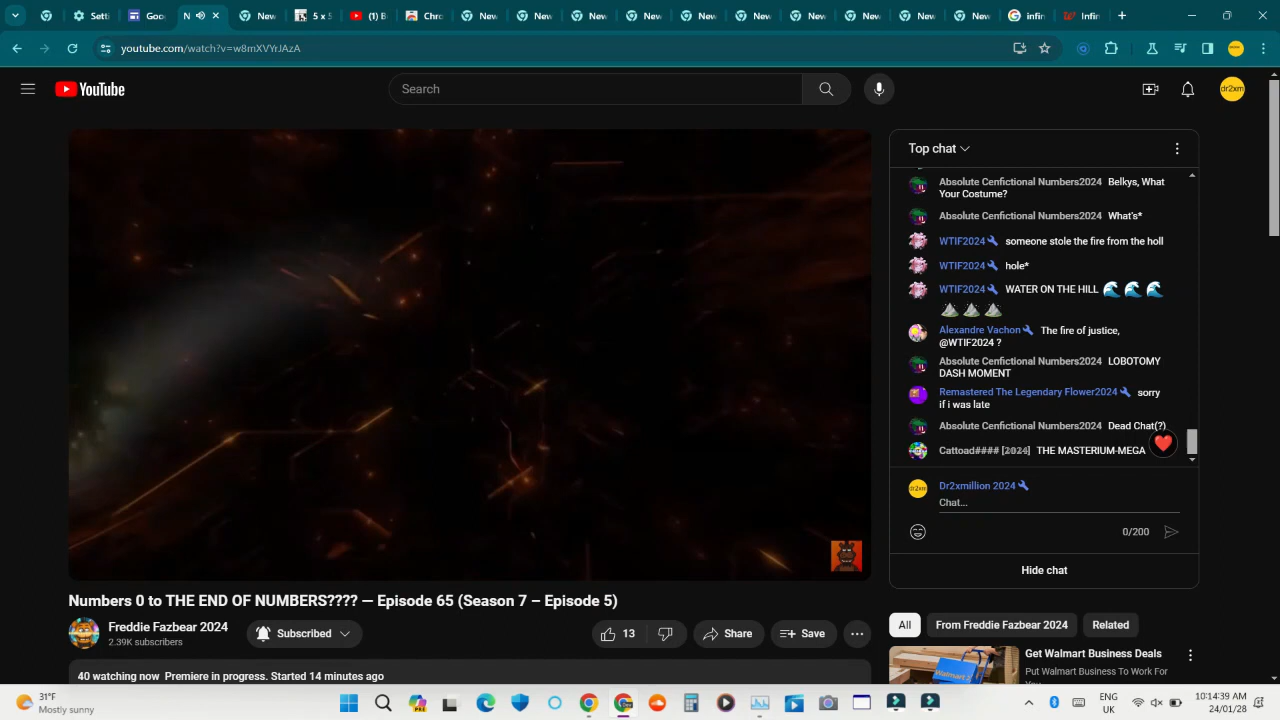 Setti
Goo
N
New
5 x 5
(1) B
Chro
New
New
New
New
New
New
New
New
New
New
infin
Infin
youtube.com/watch?v=w8mXVYrJAzA
YouTube
Search
dr2xm
Top chat
Absolute Cenfictional Numbers2024 Belkys, What
Your Costume?
Absolute Cenfictional Numbers2024 What's*
WTIF2024 someone stole the fire from the holl
WTIF2024 hole*
WTIF2024 WATER ON THE HILL 🌊 🌊 🌊
⛰️ ⛰️ ⛰️
Alexandre Vachon The fire of justice,
@WTIF2024 ?
Absolute Cenfictional Numbers2024 LOBOTOMY
DASH MOMENT
Remastered The Legendary Flower2024 sorry
if i was late
Absolute Cenfictional Numbers2024 Dead Chat(?)
Cattoad#### [2024] THE MASTERIUM-MEGA
dr2xm
Dr2xmillion 2024
Chat...
0/200
Hide chat
Numbers 0 to THE END OF NUMBERS???? — Episode 65 (Season 7 – Episode 5)
Freddie Fazbear 2024
2.39K subscribers
Subscribed
13
Share
Save
40 watching now Premiere in progress. Started 14 minutes ago
All
From Freddie Fazbear 2024
Related
Get Walmart Business Deals
Put Walmart Business To Work For
You
31°F
Mostly sunny
PRE
ENG
UK
10:14:39 AM
24/01/28